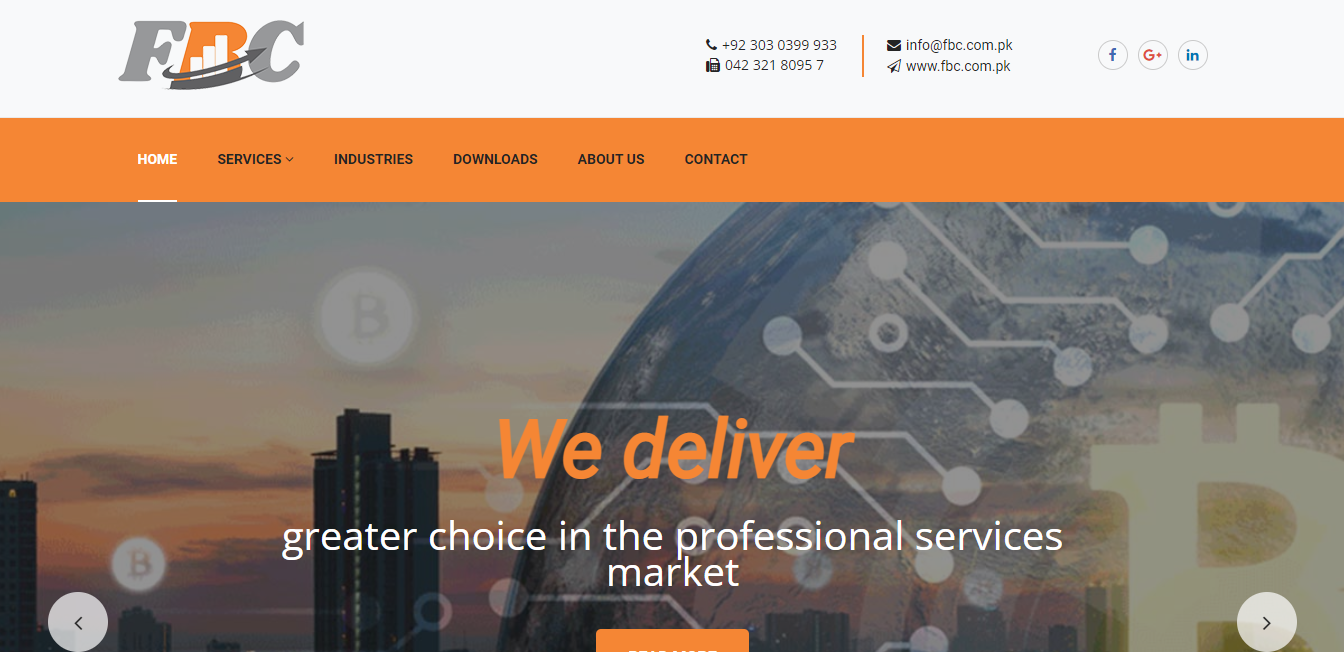 FBC
+92 303 0399 933
042 321 8095 7
info@fbc.com.pk
www.fbc.com.pk
f G+ in
HOME SERVICES INDUSTRIES DOWNLOADS ABOUT US CONTACT
We deliver
greater choice in the professional services
market